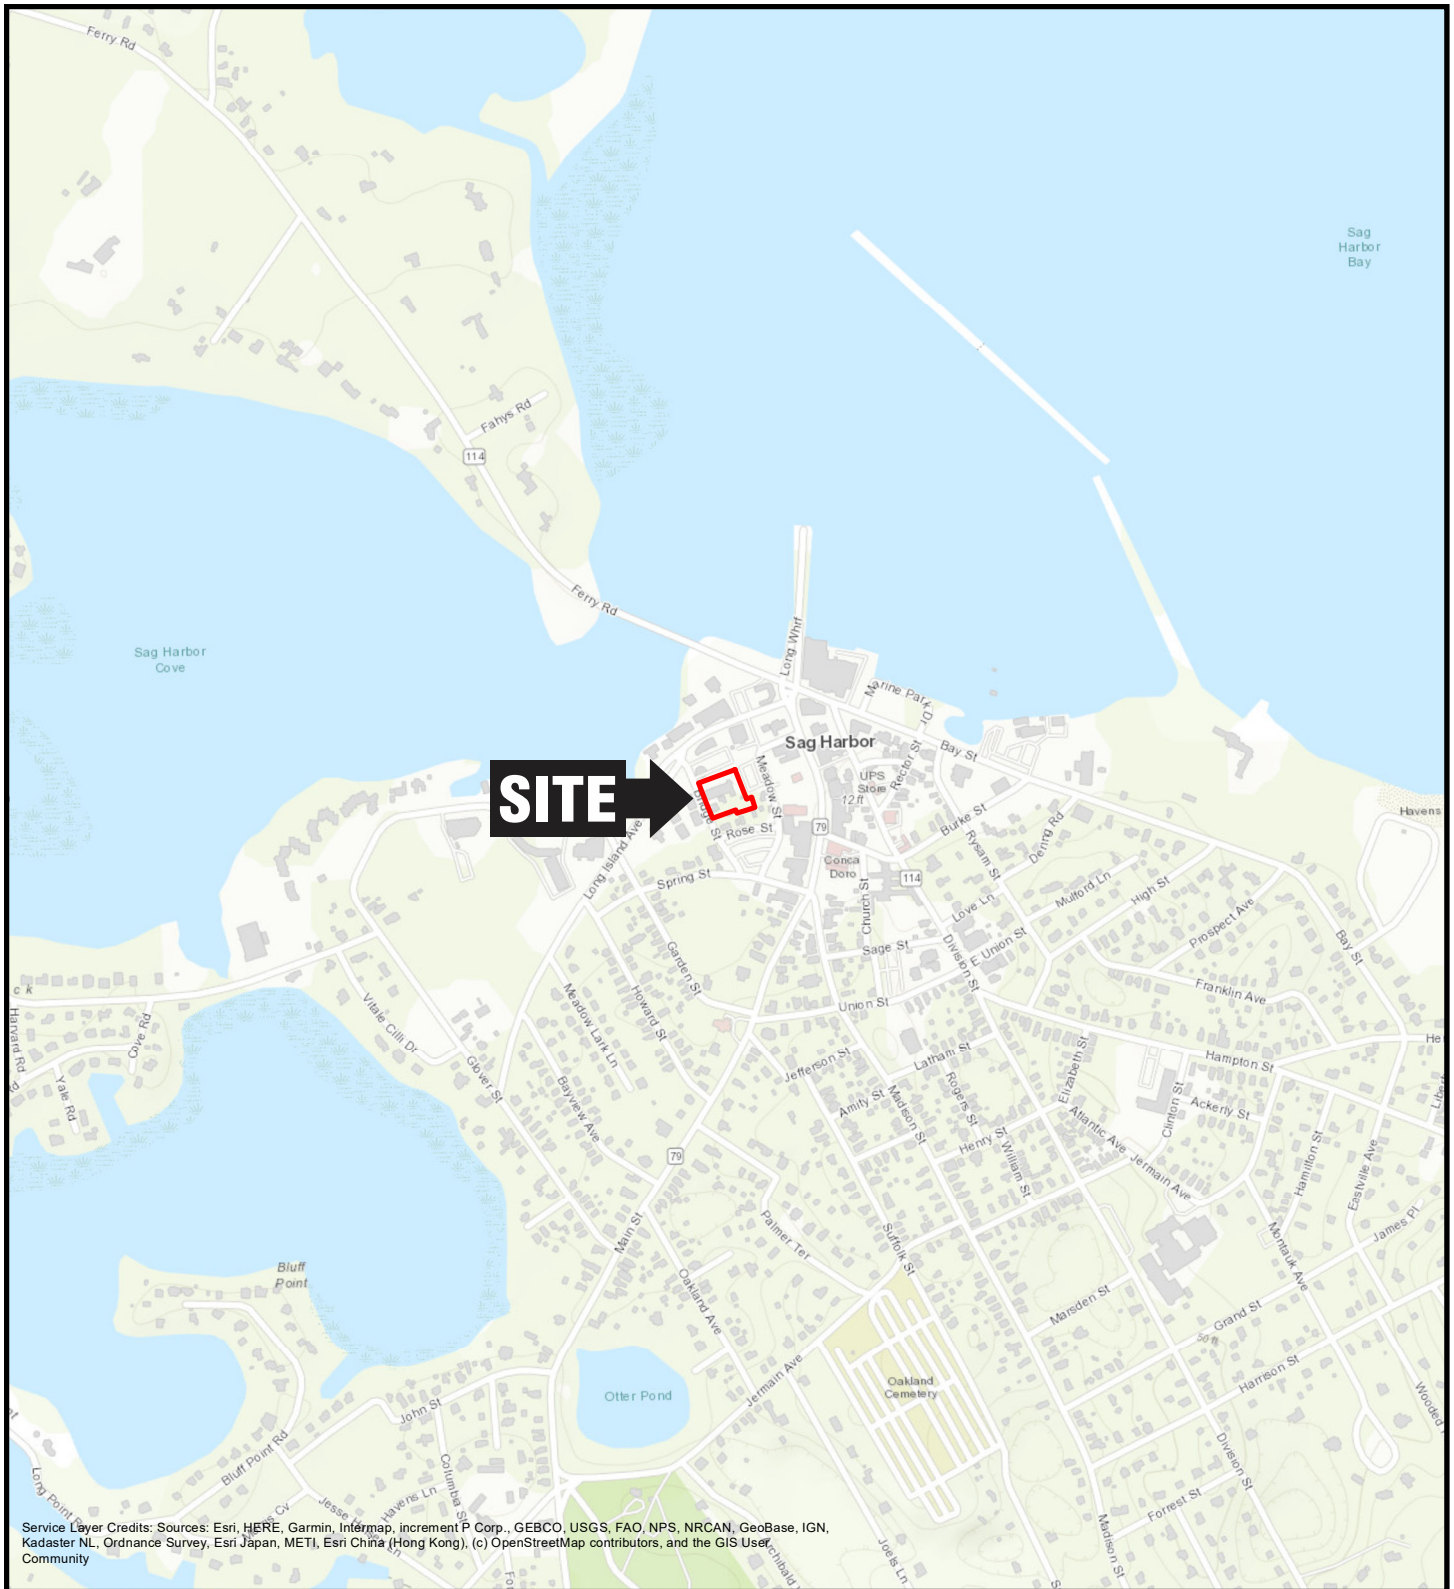 Ferry Rd
Sag
Harbor
Bay
Fahys Rd
114
Ferry Rd
Long Whrf
Sag Harbor
Cove
Marine Park Dr
Sag Harbor
Bay St
Rector St
UPS
Store
Meadow St
SITE
12 ft
Bridge St
Havens
Burke St
Rose St
79
Rysam St
Long Island Ave
Conca
Doto
Spring St
114
Church St
Mulford Ln
High St
Love Ln
Prospect Ave
Bay St
Sage St
Division St
E Union St
Garden St
ck
Union St
Franklin Ave
Howard St
Meadow Lark Ln
Vitale Cilli Dr
Cove Rd
Harvard Rd
Hampton St
Latham St
Jefferson St
Elizabeth St
Glover St
Yale Rd
Rogers St
Amity St
Madison St
Bayview Ave
Ackerly St
Clinton St
Atlantic Ave
Jermain Ave
Henry St
William St
79
Hamilton St
Eastville Ave
James Pl
Main St
Palmer Ter
Suffolk St
Montauk Ave
Bluff
Point
Oakland Ave
Marsden St
Grand St
50 ft
Harrison St
Otter Pond
Jermain Ave
Oakland
Cemetery
John St
Bluff Point Rd
Columbia St
Division St
Long Point R
Havens Ln
Forrest St
Madison St
Joels Ln
Service Layer Credits: Sources: Esri, HERE, Garmin, Intermap, increment P Corp., GEBCO, USGS, FAO, NPS, NRCAN, GeoBase, IGN,
Kadaster NL, Ordnance Survey, Esri Japan, METI, Esri China (Hong Kong), (c) OpenStreetMap contributors, and the GIS User
Community